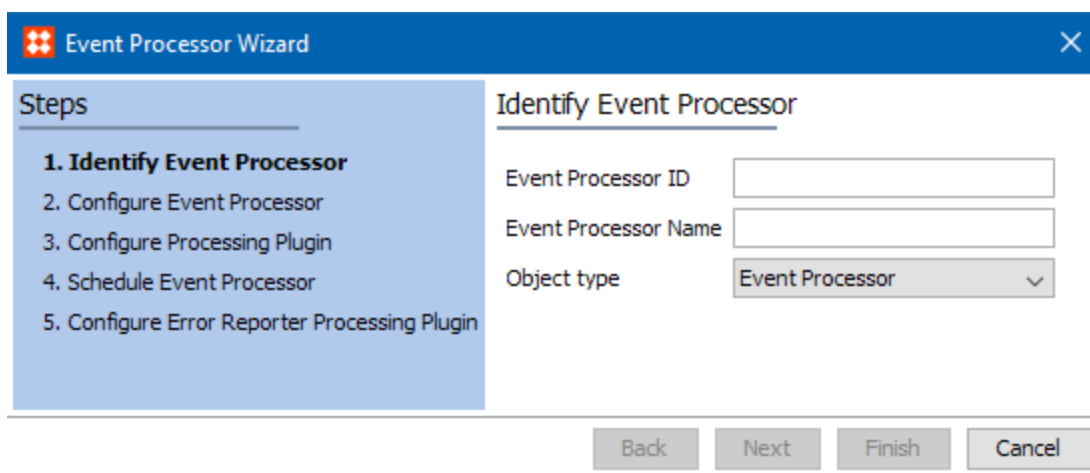 Event Processor Wizard
Steps
1. Identify Event Processor
2. Configure Event Processor
3. Configure Processing Plugin
4. Schedule Event Processor
5. Configure Error Reporter Processing Plugin
Identify Event Processor
Event Processor ID
Event Processor Name
Object type Event Processor
Back Next Finish Cancel